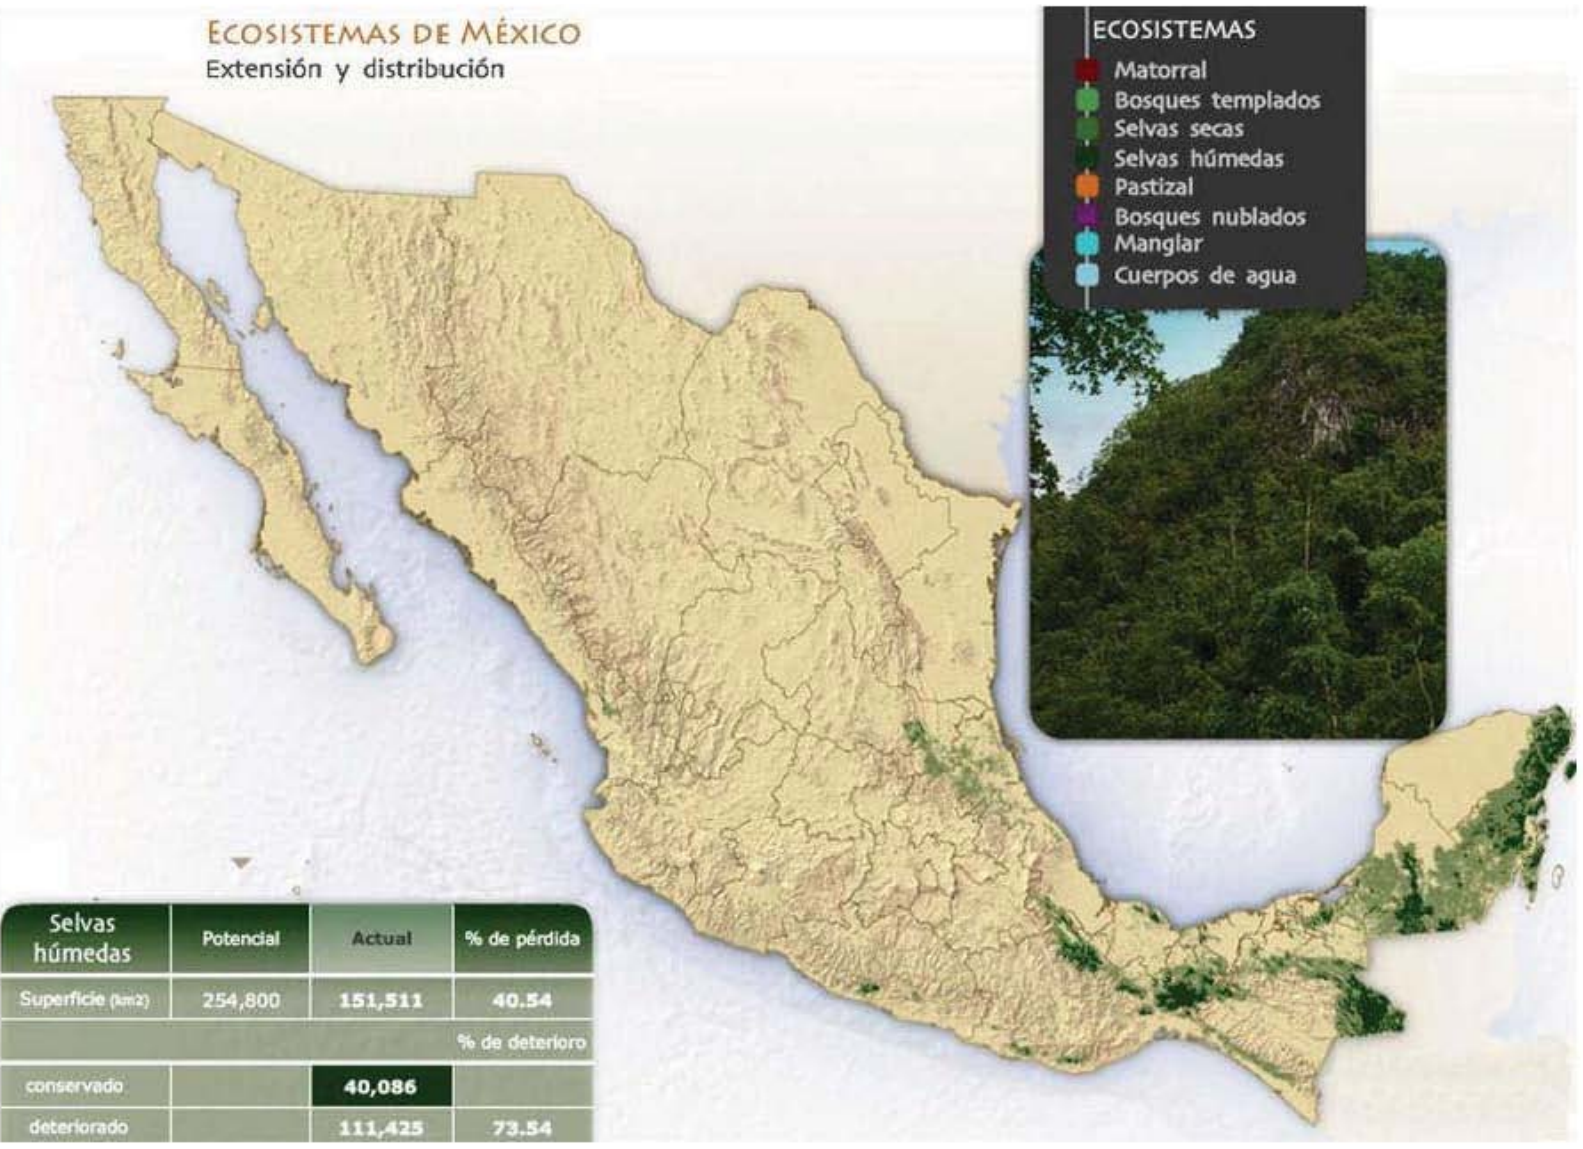 ECOSISTEMAS DE MÉXICO
Extensión y distribución
ECOSISTEMAS
Matorral
Bosques templados
Selvas secas
Selvas húmedas
Pastizal
Bosques nublados
Manglar
Cuerpos de agua
Selvas húmedas Potencial Actual % de pérdida
Superficie (km2) 254,800 151,511 40.54
% de deterioro
conservado 40,086
deteriorado 111,425 73.54